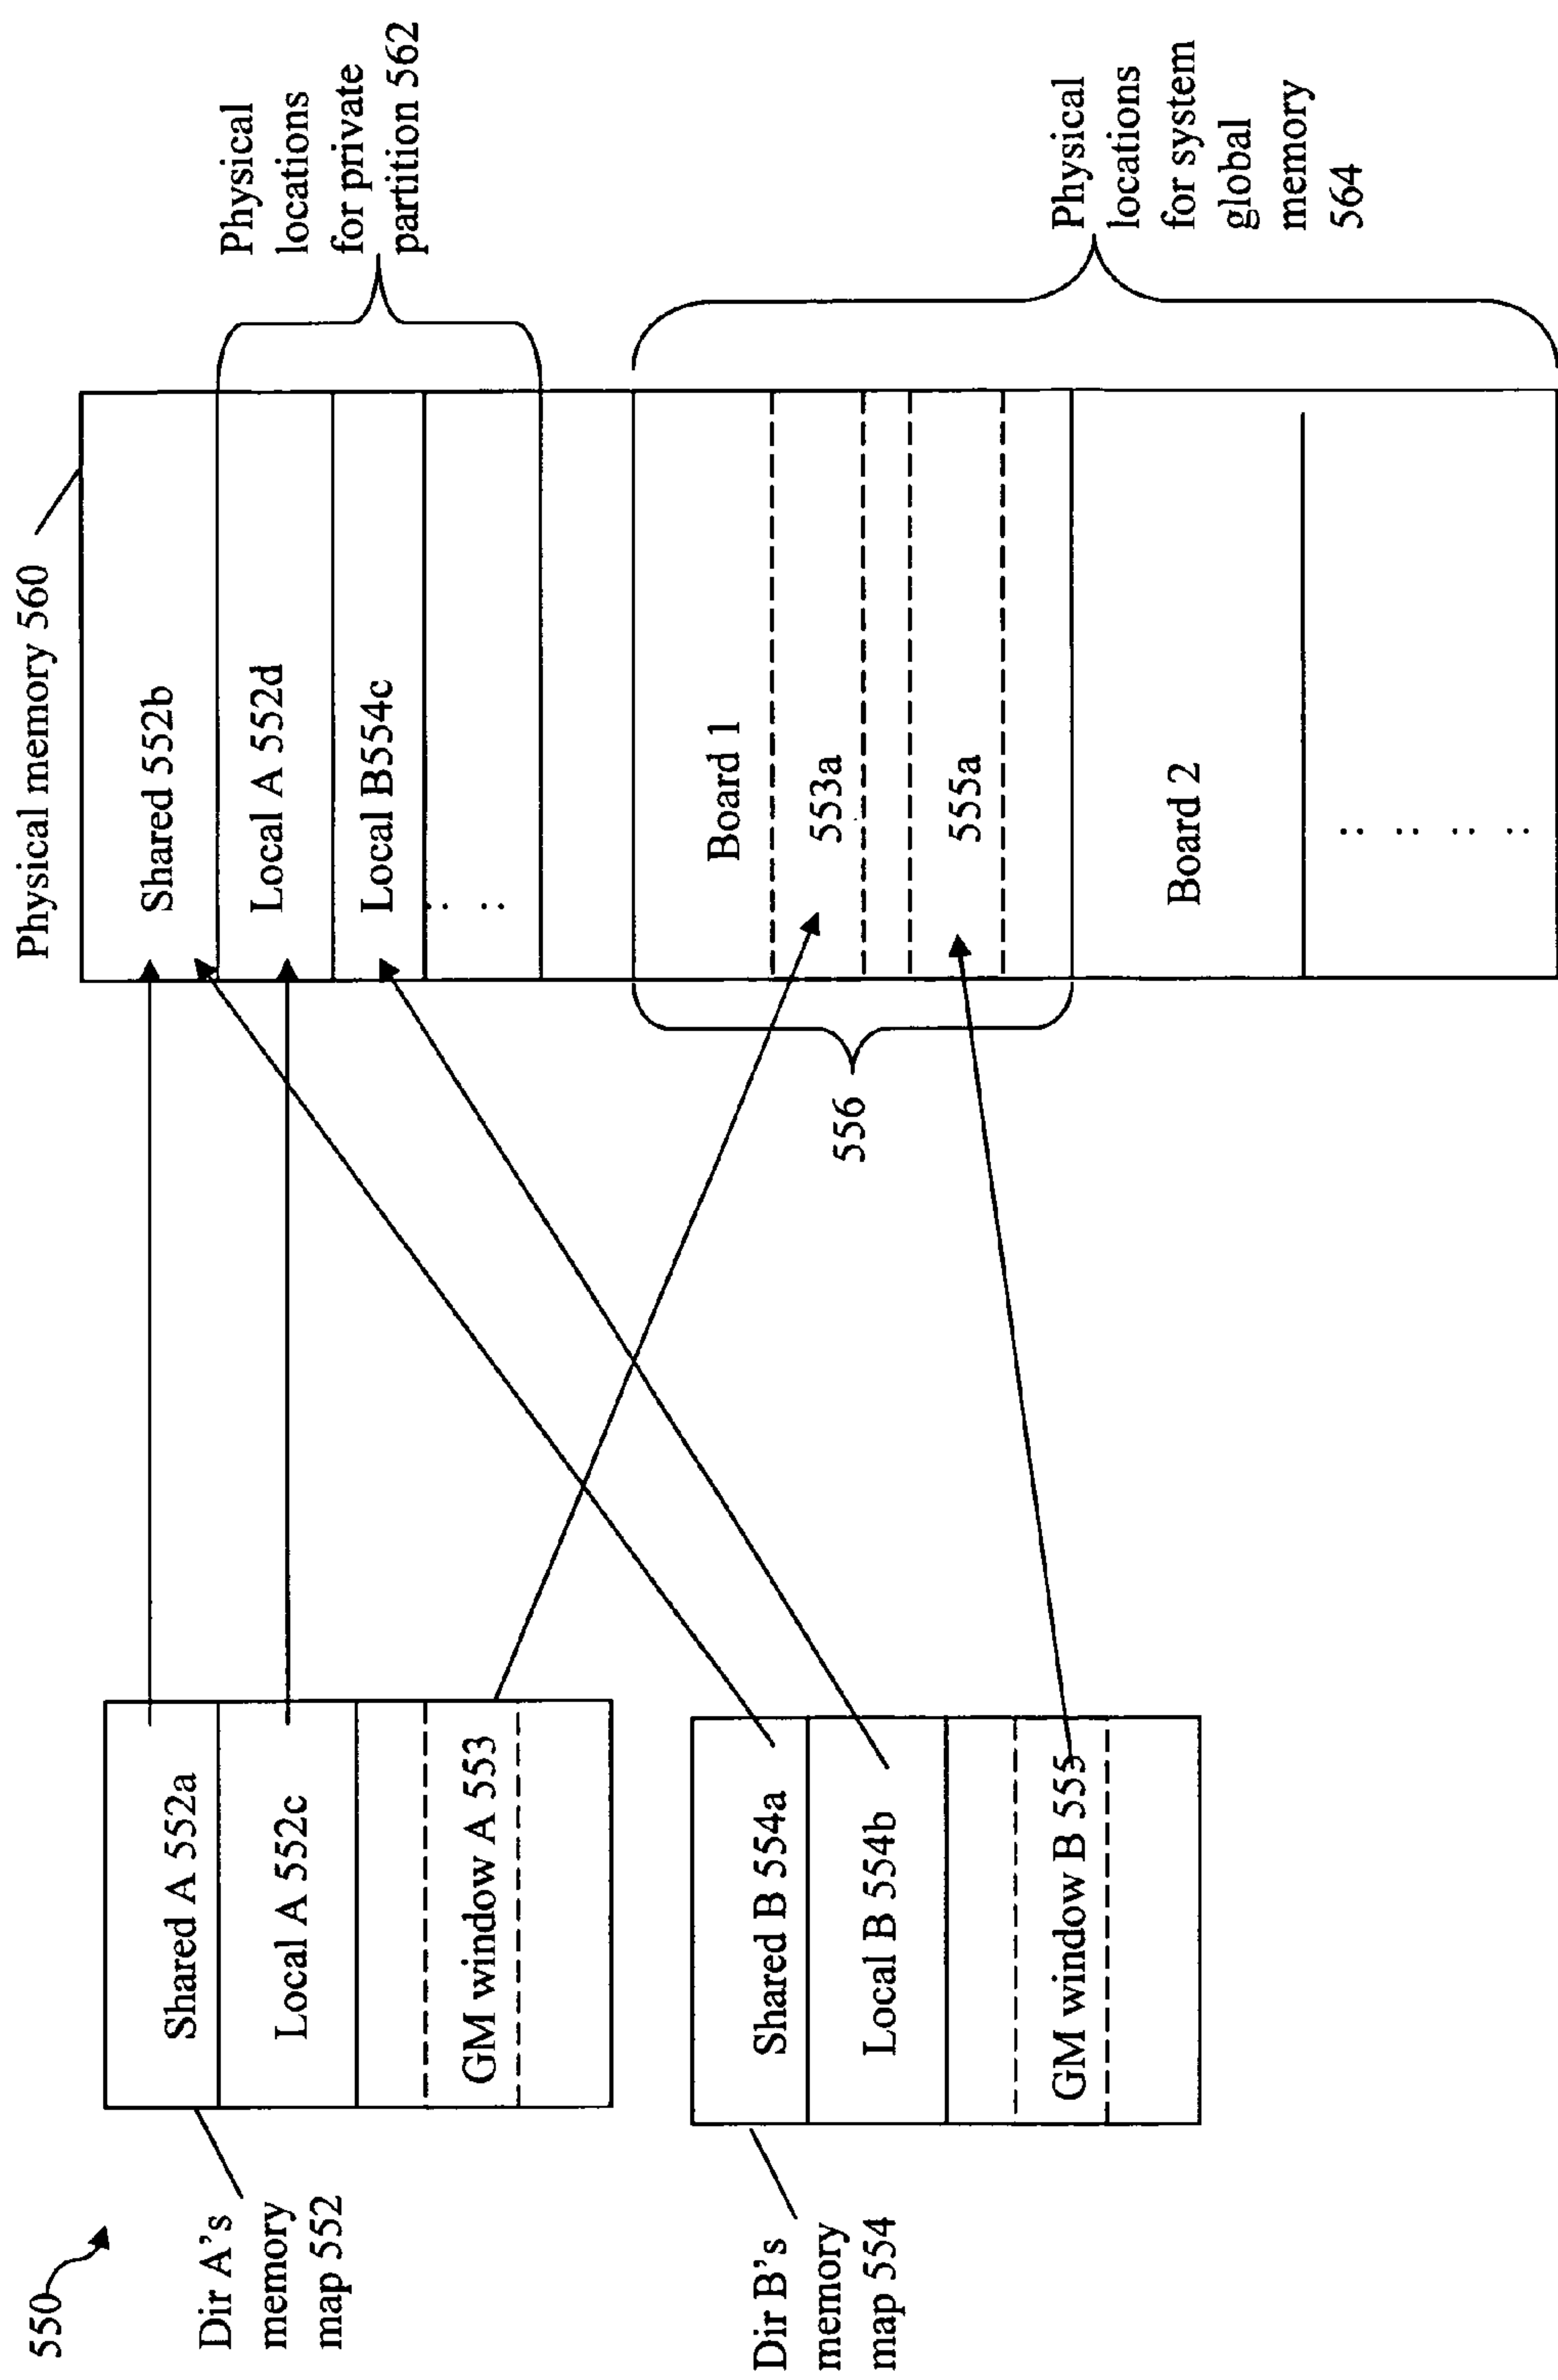 550
Dir A's
memory
map 552
Shared A 552a
Local A 552c
GM window A 553
Dir B's
memory
map 554
Shared B 554a
Local B 554b
GM window B 555
Physical memory 560
Shared 552b
Local A 552d
Local B554c
Board 1
553a
555a
Board 2
556
Physical
locations
for private
partition 562
Physical
locations
for system
global
memory
564